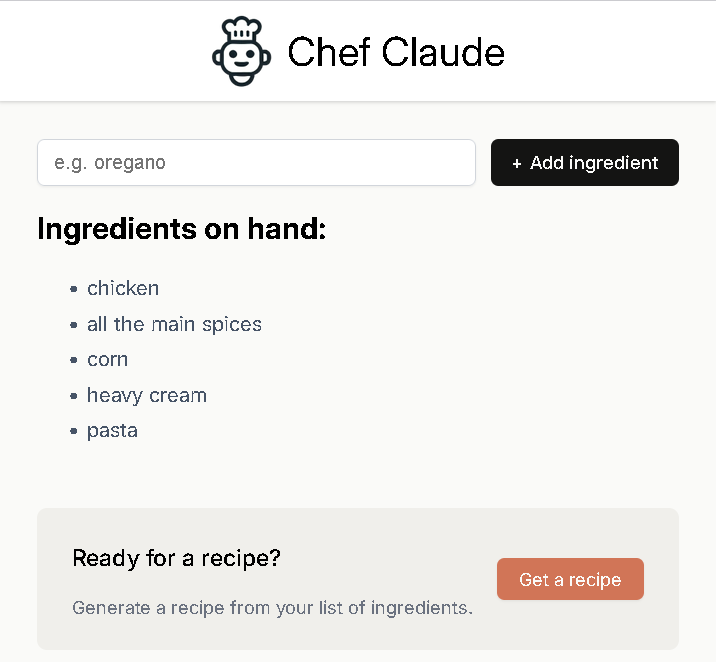 Chef Claude
e.g. oregano
+ Add ingredient
Ingredients on hand:
• chicken
• all the main spices
• corn
• heavy cream
• pasta
Ready for a recipe?
Generate a recipe from your list of ingredients.
Get a recipe